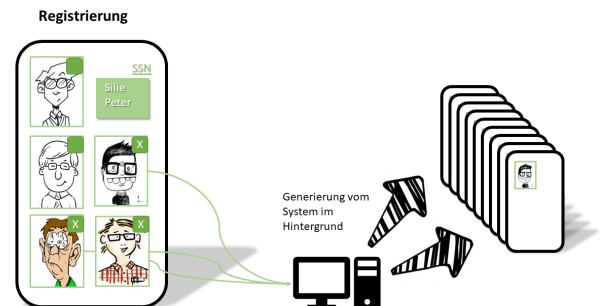 Registrierung
SSN
Silie
Peter
X
X
X
Generierung vom
System im
Hintergrund